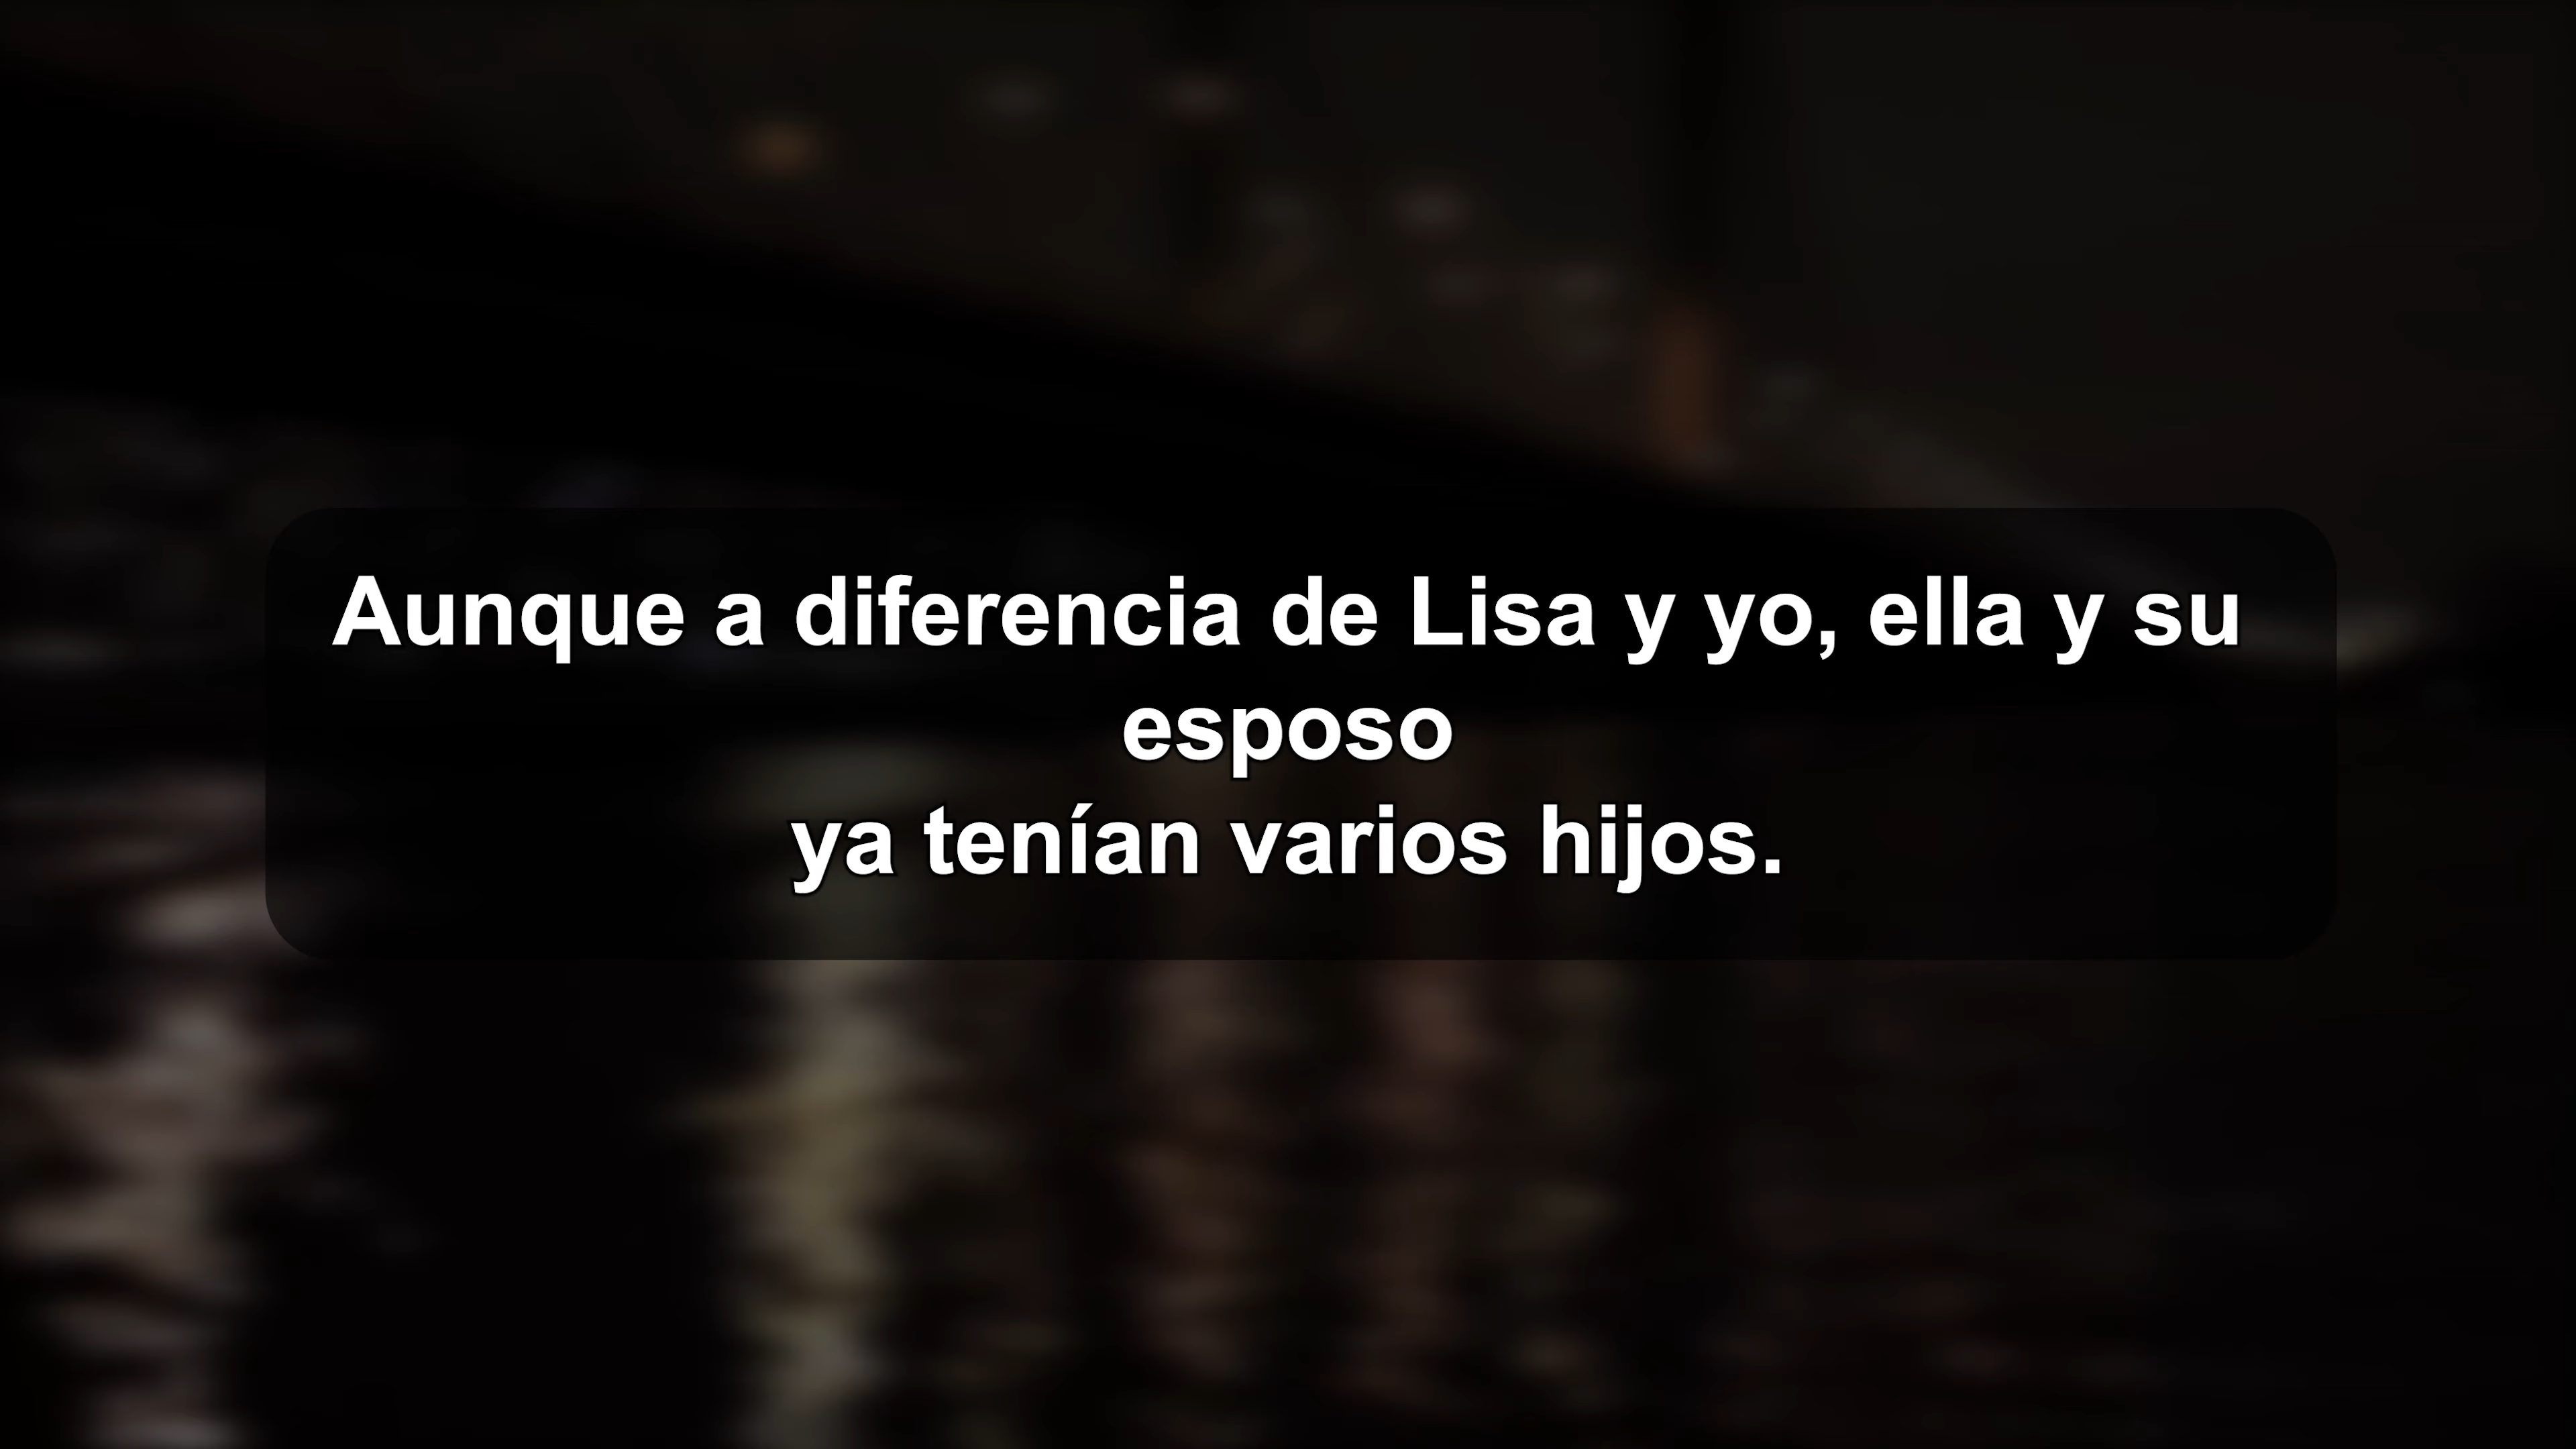 Aunque a diferencia de Lisa y yo, ella y su
esposo
ya tenían varios hijos.